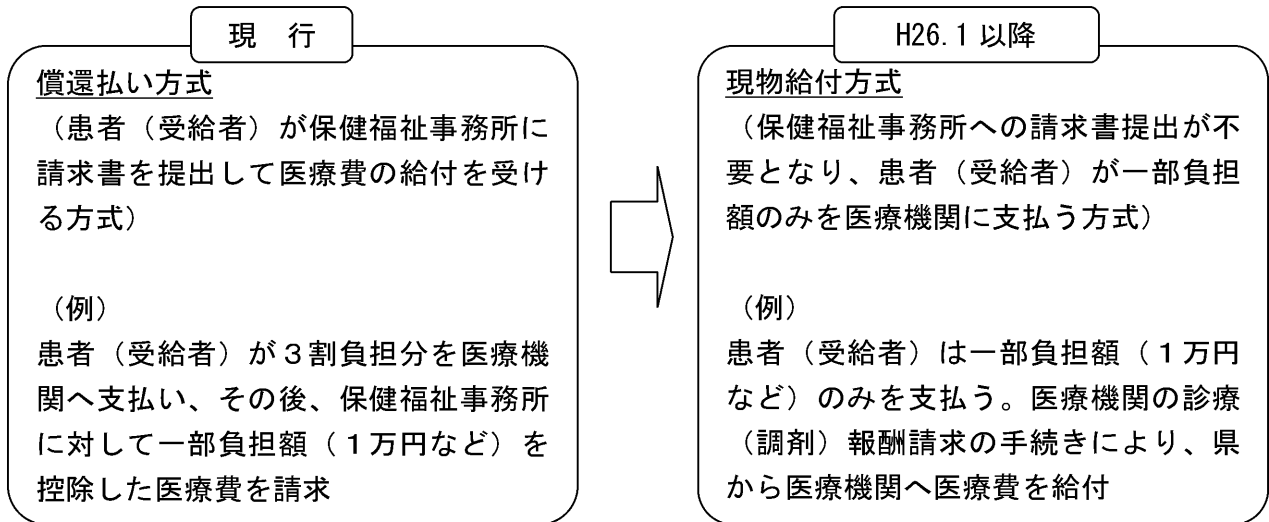 現　行
償還払い方式
（患者（受給者）が保健福祉事務所に
請求書を提出して医療費の給付を受け
る方式）
（例）
患者（受給者）が３割負担分を医療機
関へ支払い、その後、保健福祉事務所
に対して一部負担額（１万円など）を
控除した医療費を請求
H26.1 以降
現物給付方式
（保健福祉事務所への請求書提出が不
要となり、患者（受給者）が一部負担
額のみを医療機関に支払う方式）
（例）
患者（受給者）は一部負担額（１万円
など）のみを支払う。医療機関の診療
（調剤）報酬請求の手続きにより、県
から医療機関へ医療費を給付